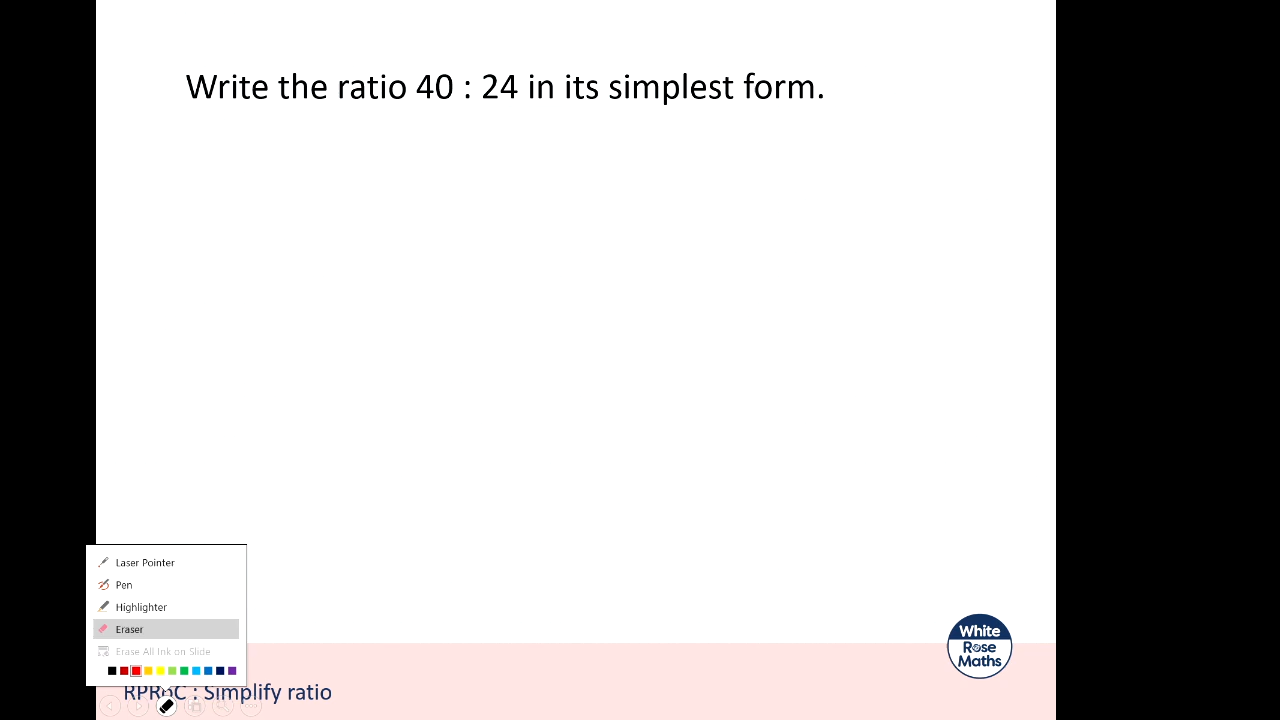 Write the ratio 40 : 24 in its simplest form.
Laser Pointer
Pen
Highlighter
Eraser
Erase All Ink on Slide
White
Rose
Maths
RPRoC : Simplify ratio